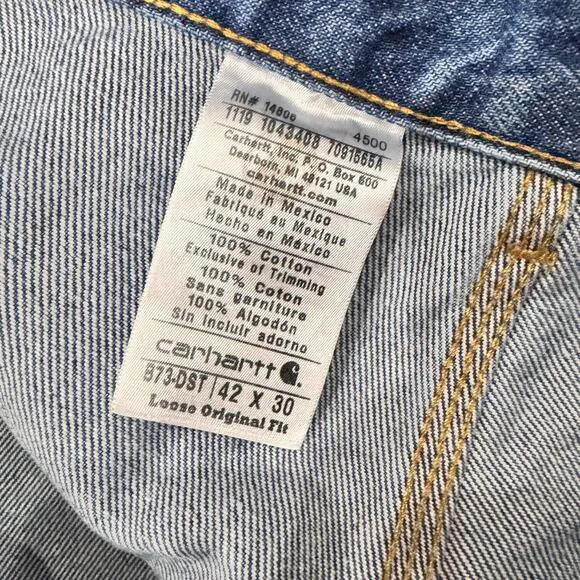 RN# 14806 4500
1119 1043408 7091565A
Carhartt, Inc. P. O. Box 600
Dearborn, MI 48121 USA
carhartt.com
Made in Mexico
Fabriqué au Mexique
Hecho en México
100% Cotton
Exclusive of Trimming
100% Coton
Sans garniture
100% Algodón
Sin incluir adorno
carhartt
B73-DST 42 X 30
Loose Original Fit